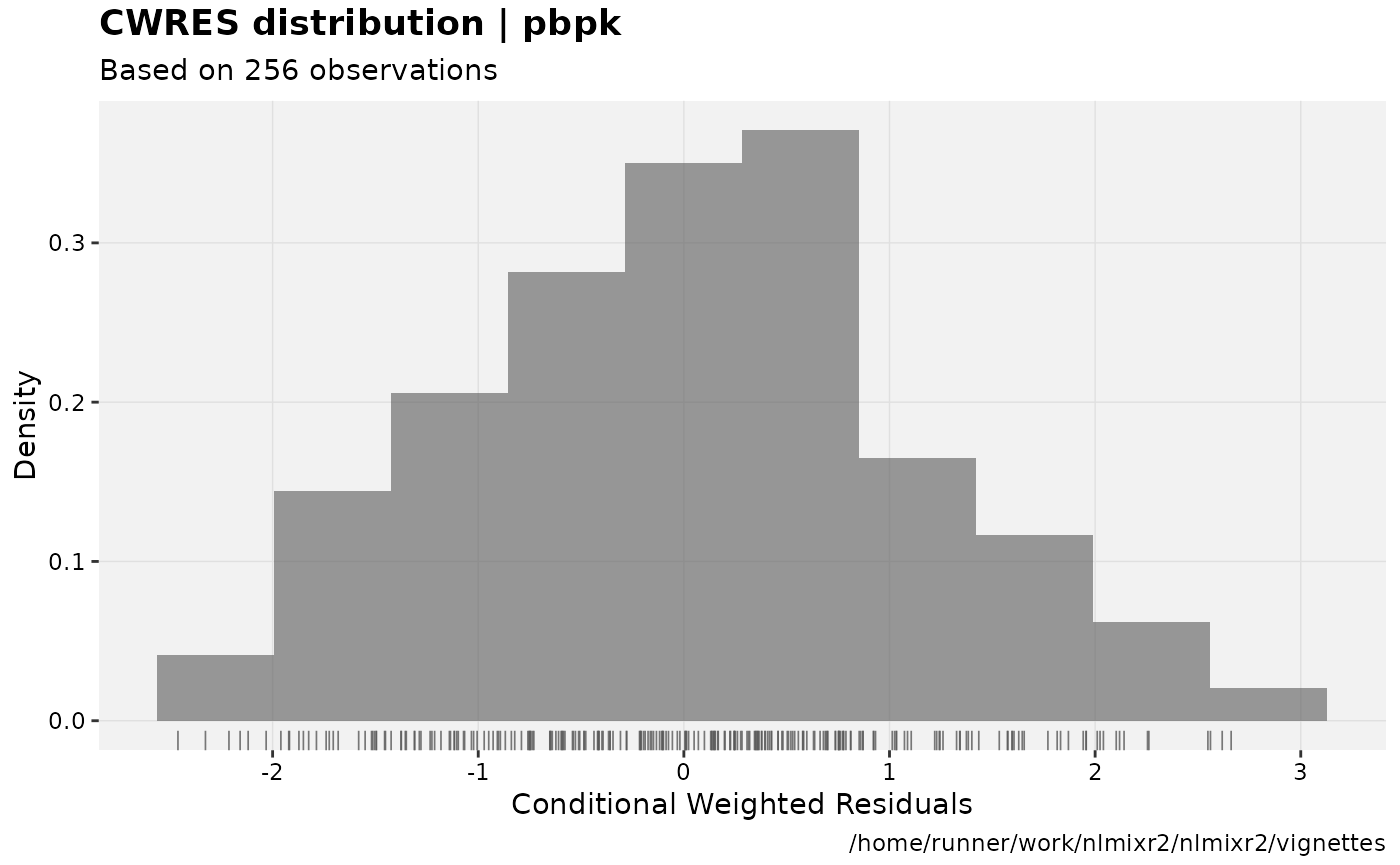 CWRES distribution | pbpk
Based on 256 observations
Density
0.3
0.2
0.1
0.0
-2 -1 0 1 2 3
Conditional Weighted Residuals
/home/runner/work/nlmixr2/nlmixr2/vignettes